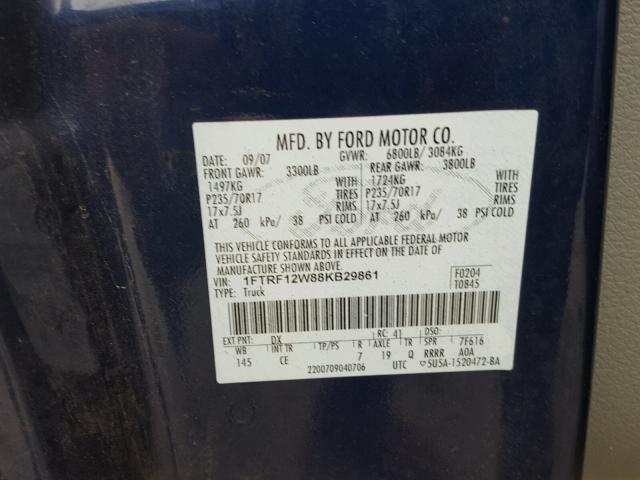 MFD. BY FORD MOTOR CO.
DATE: 09/07 GVWR: 6800LB/ 3084KG
FRONT GAWR: 3300LB REAR GAWR: 3800LB
1497KG WITH 1724KG WITH
P235/70R17 TIRES P235/70R17 TIRES
17x7.5J RIMS 17x7.5J RIMS
AT 260 kPa/ 38 PSI COLD AT 260 kPa/ 38 PSI COLD
THIS VEHICLE CONFORMS TO ALL APPLICABLE FEDERAL MOTOR
VEHICLE SAFETY STANDARDS IN EFFECT ON THE DATE OF
MANUFACTURE SHOWN ABOVE.
VIN: 1FTRF12W88KB29861 F0204
TYPE: Truck T0845
EXT PNT: DX RC: 41 DSO:
WB INT TR TP/PS R AXLE TR SPR 7F616
145 CE 7 19 Q RRRR AOA
2200709040706 UTC 5U5A-1520472-BA